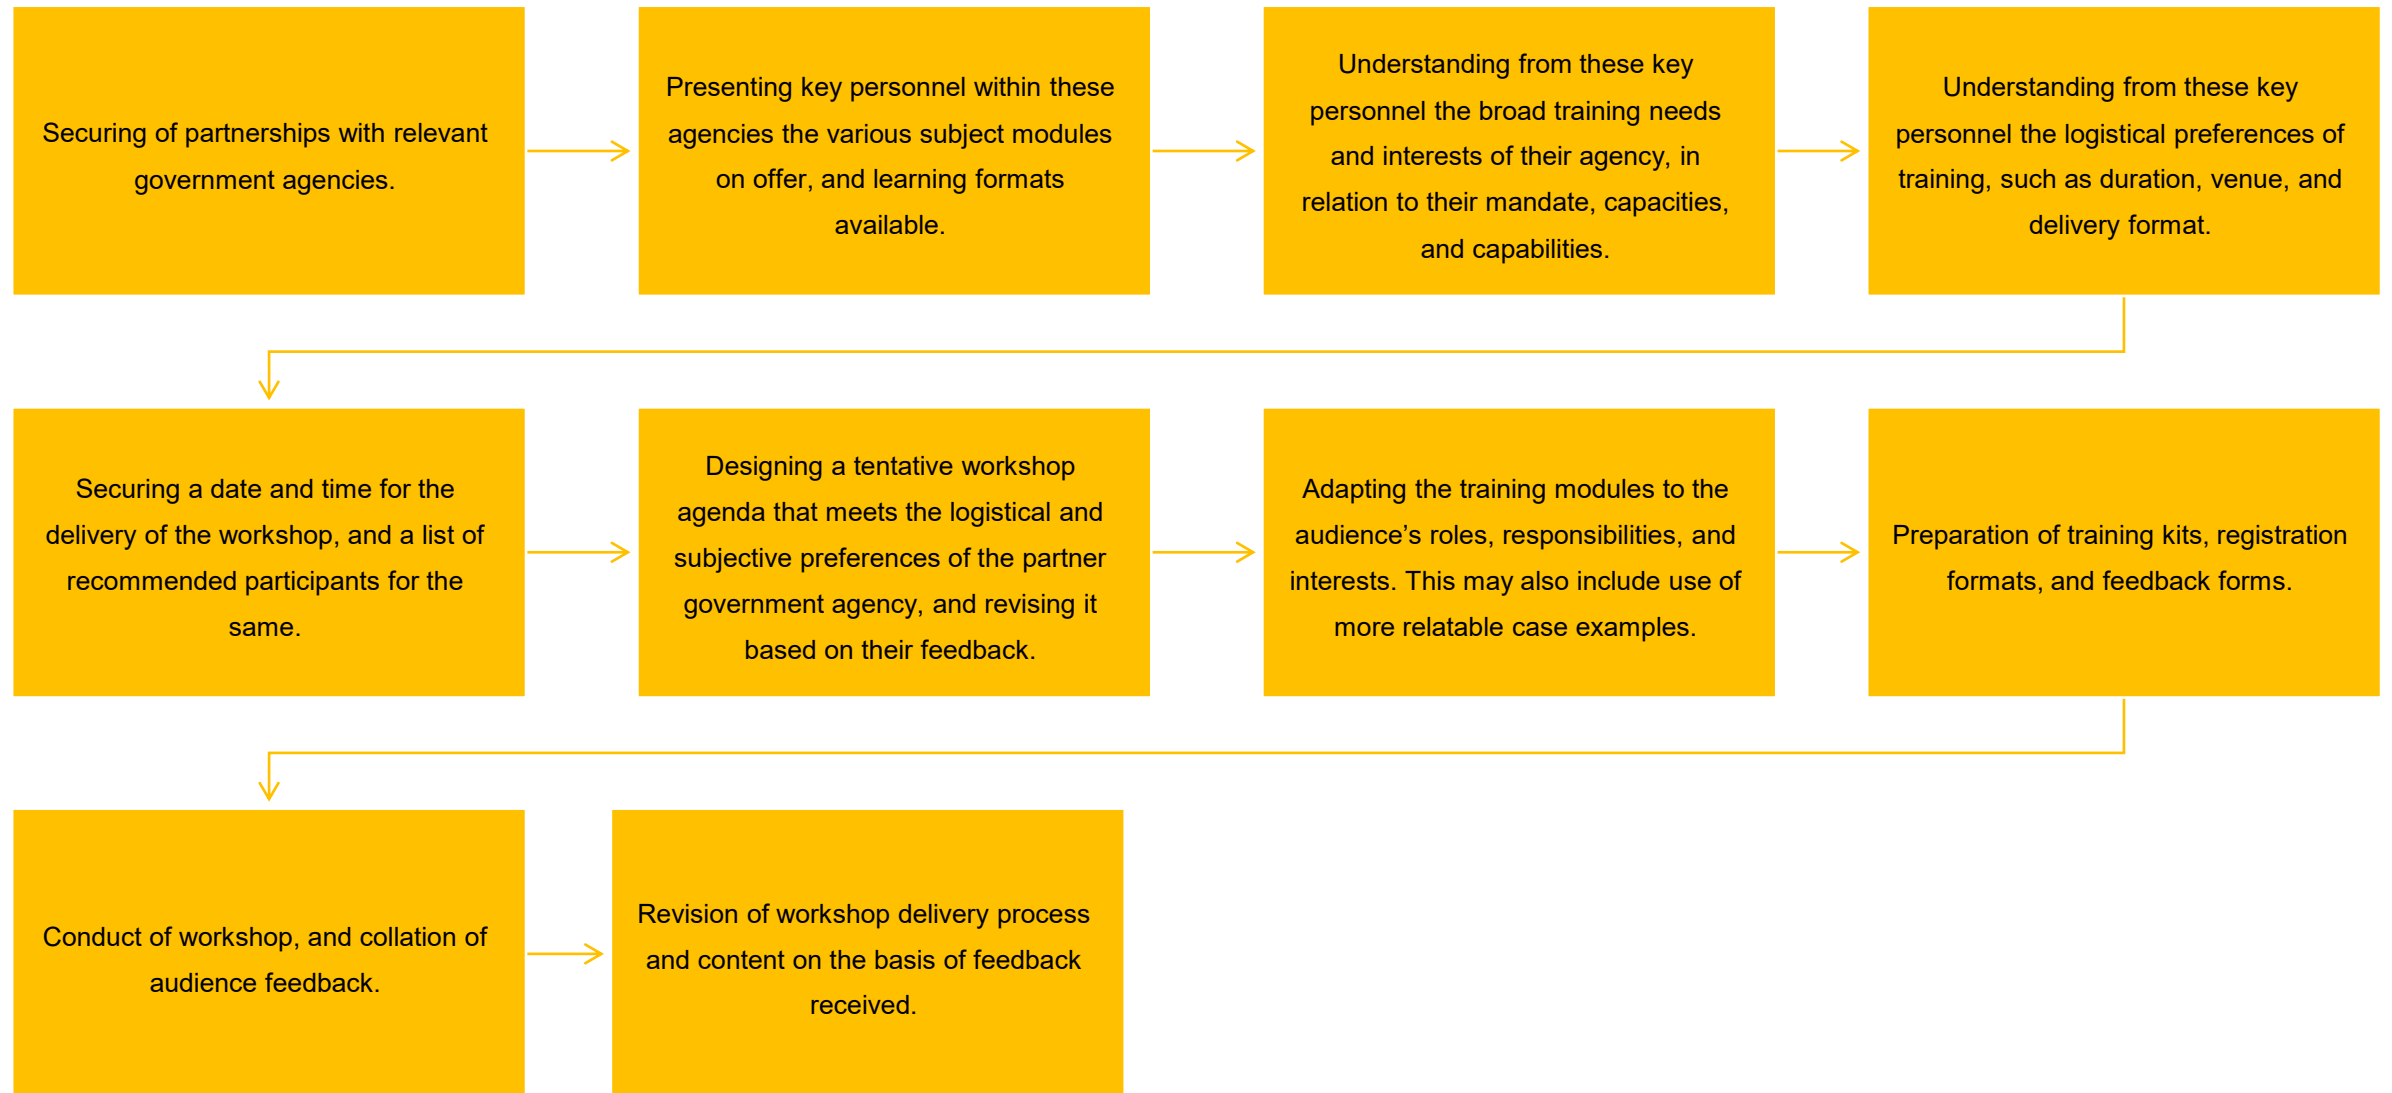 Securing of partnerships with relevant
government agencies.
Presenting key personnel within these
agencies the various subject modules
on offer, and learning formats
available.
Understanding from these key
personnel the broad training needs
and interests of their agency, in
relation to their mandate, capacities,
and capabilities.
Understanding from these key
personnel the logistical preferences of
training, such as duration, venue, and
delivery format.
Securing a date and time for the
delivery of the workshop, and a list of
recommended participants for the
same.
Designing a tentative workshop
agenda that meets the logistical and
subjective preferences of the partner
government agency, and revising it
based on their feedback.
Adapting the training modules to the
audience’s roles, responsibilities, and
interests. This may also include use of
more relatable case examples.
Preparation of training kits, registration
formats, and feedback forms.
Conduct of workshop, and collation of
audience feedback.
Revision of workshop delivery process
and content on the basis of feedback
received.